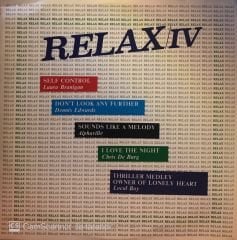 RELAX IV
SELF CONTROL
Laura Branigan
DON'T LOOK ANY FURTHER
Dennis Edwards
SOUNDS LIKE A MELODY
Alphaville
I LOVE THE NIGHT
Chris De Burg
THRILLER MEDLEY
OWNER OF LONELY HEART
Local Boy
CamScanner